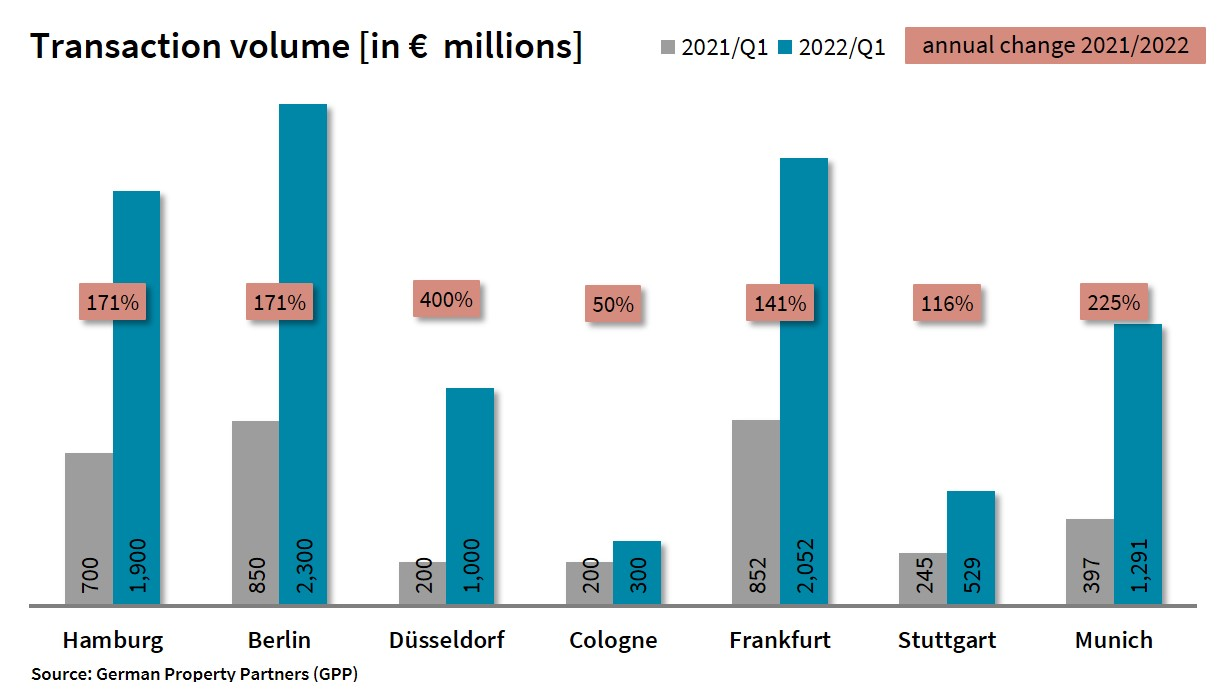 Transaction volume [in € millions]
2021/Q1 2022/Q1
annual change 2021/2022
171% 171% 400% 50% 141% 116% 225%
700 1,900 850 2,300 200 1,000 200 300 852 2,052 245 529 397 1,291
Hamburg Berlin Düsseldorf Cologne Frankfurt Stuttgart Munich
Source: German Property Partners (GPP)